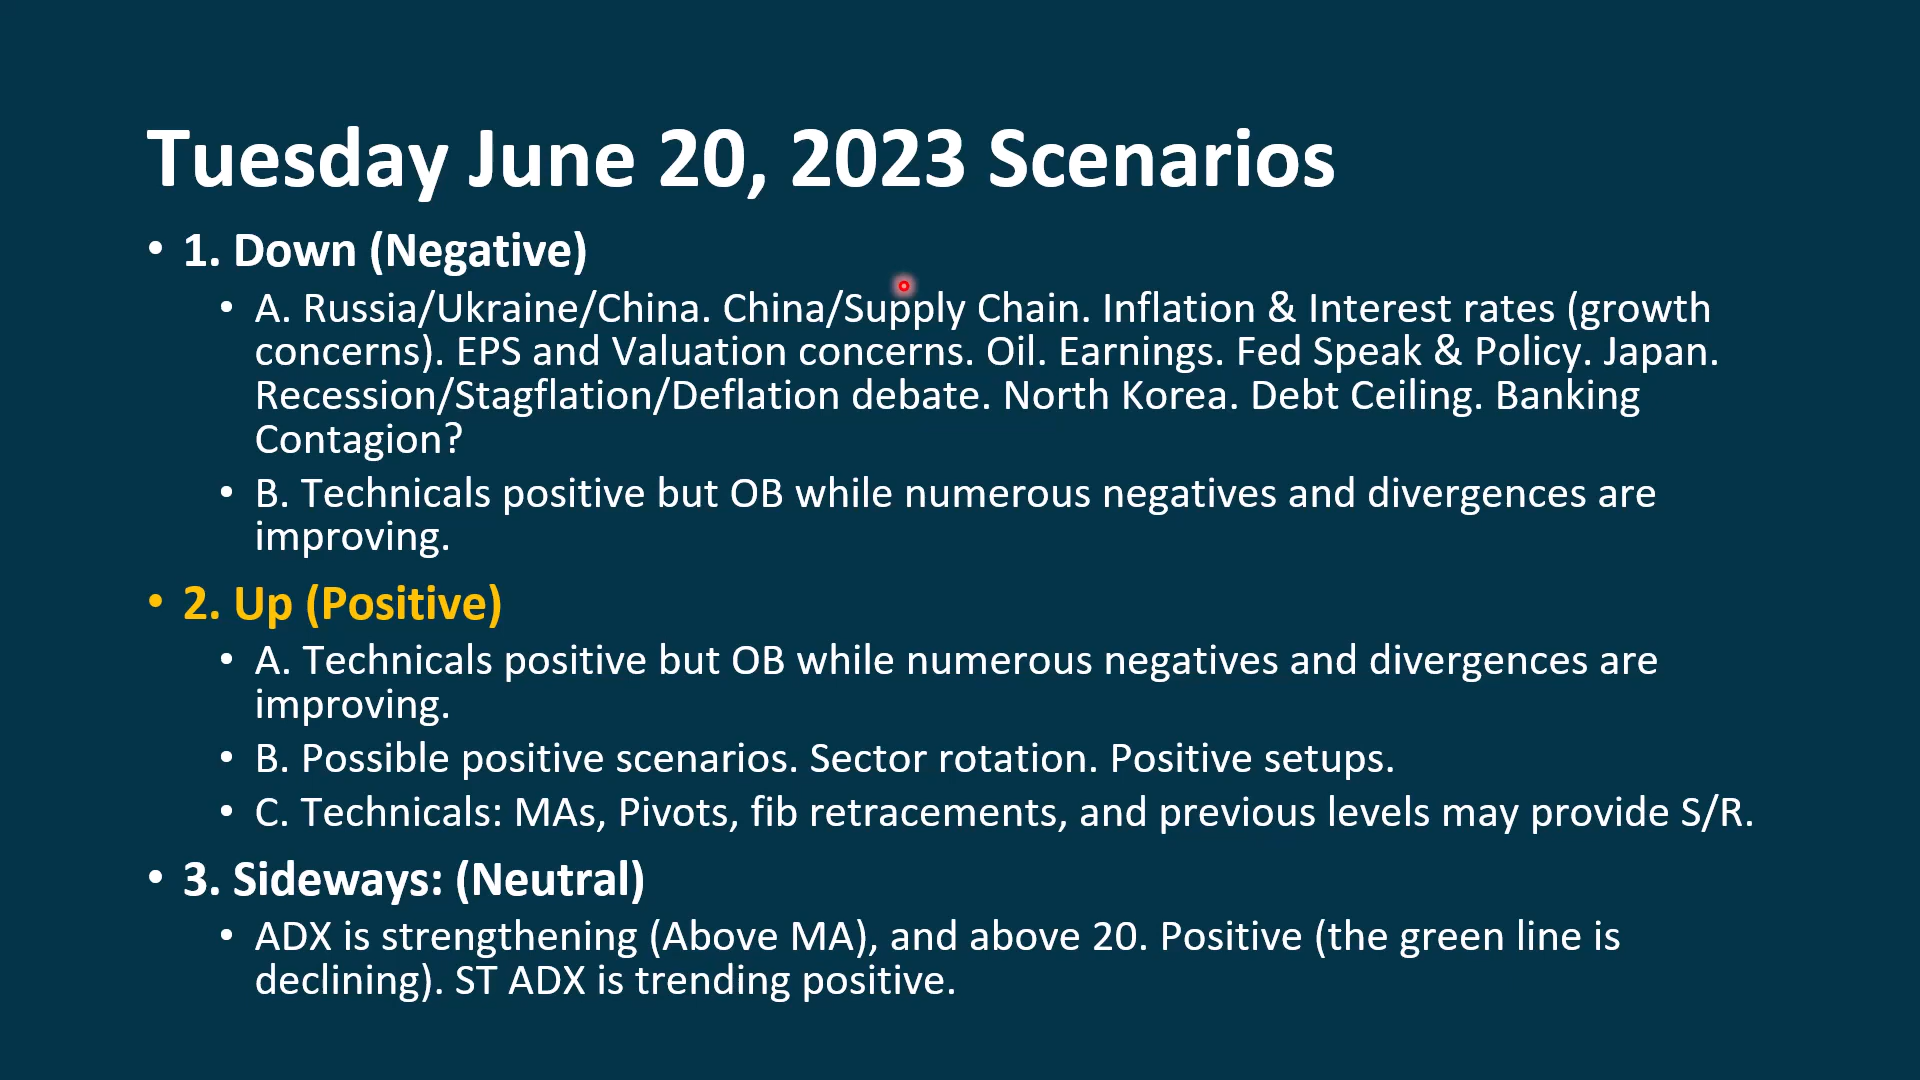 Tuesday June 20, 2023 Scenarios
• 1. Down (Negative)
• A. Russia/Ukraine/China. China/Supply Chain. Inflation & Interest rates (growth
concerns). EPS and Valuation concerns. Oil. Earnings. Fed Speak & Policy. Japan.
Recession/Stagflation/Deflation debate. North Korea. Debt Ceiling. Banking
Contagion?
• B. Technicals positive but OB while numerous negatives and divergences are
improving.
• 2. Up (Positive)
• A. Technicals positive but OB while numerous negatives and divergences are
improving.
• B. Possible positive scenarios. Sector rotation. Positive setups.
• C. Technicals: MAs, Pivots, fib retracements, and previous levels may provide S/R.
• 3. Sideways: (Neutral)
• ADX is strengthening (Above MA), and above 20. Positive (the green line is
declining). ST ADX is trending positive.